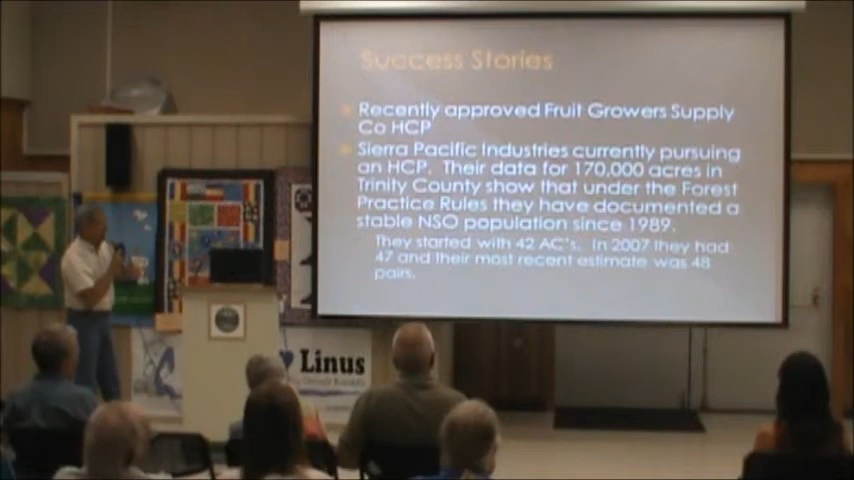 Success Stories
Recently approved Fruit Growers Supply
Co HCP
Sierra Pacific Industries currently pursuing
an HCP. Their data for 170,000 acres in
Trinity County show that under the Forest
Practice Rules they have documented a
stable NSO population since 1989.
They started with 42 AC's. In 2007 they had
47 and their most recent estimate was 48
pairs.
Linus